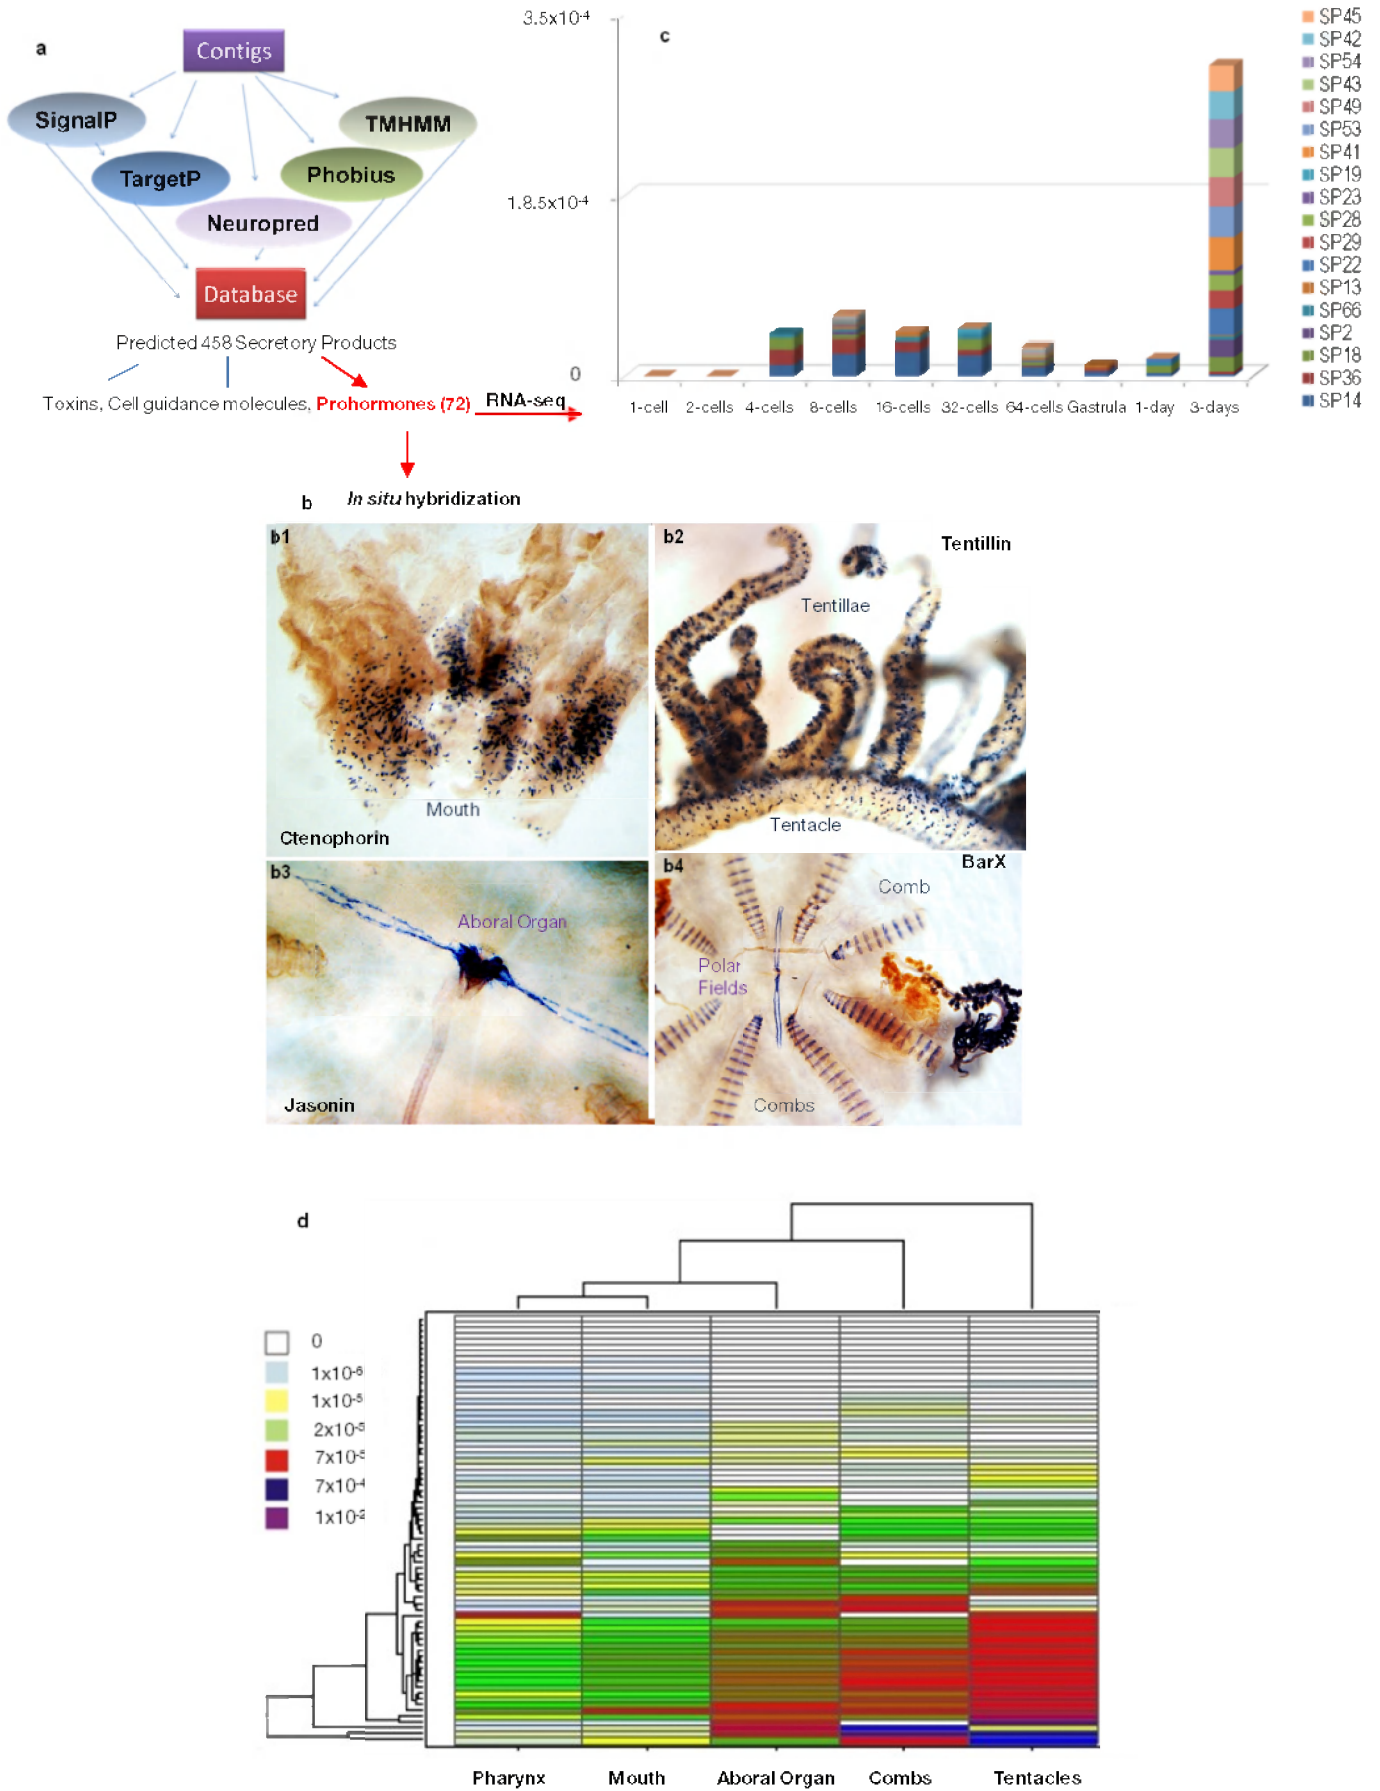 a
Contigs
SignalP
TMHMM
TargetP
Phobius
Neuropred
Database
Predicted 458 Secretory Products
Toxins, Cell guidance molecules, Prohormones (72)
RNA-seq
c
3.5x10-4
1.8.5x10-4
0
1-cell 2-cells 4-cells 8-cells 16-cells 32-cells 64-cells Gastrula 1-day 3-days
SP45
SP42
SP54
SP43
SP49
SP53
SP41
SP19
SP23
SP28
SP29
SP22
SP13
SP66
SP2
SP18
SP36
SP14
b
In situ hybridization
b1
Mouth
Ctenophorin
b2
Tentillin
Tentillae
Tentacle
b3
Aboral Organ
Jasonin
b4
BarX
Comb
Polar
Fields
Combs
d
0
1x10-6
1x10-5
2x10-5
7x10-5
7x10-4
1x10-2
Pharynx Mouth Aboral Organ Combs Tentacles